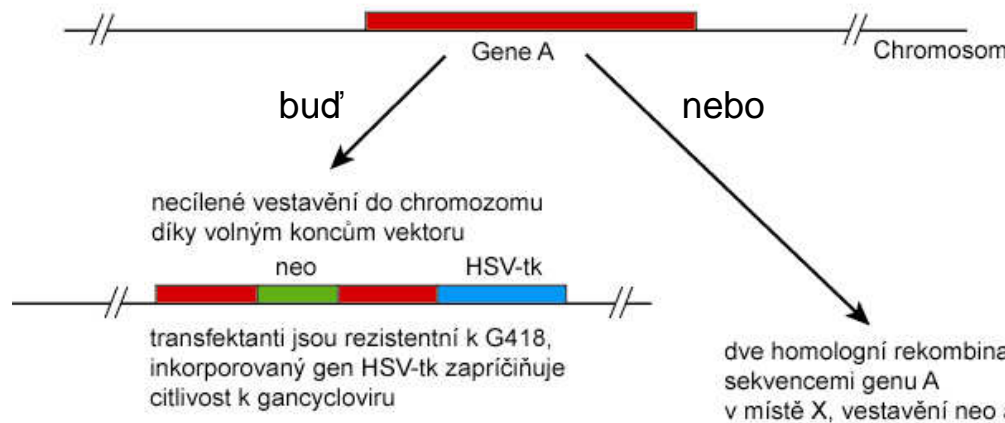 Gene A
Chromosom
buď
nebo
necílené vestavění do chromozomu
díky volným koncům vektoru
neo
HSV-tk
transfektanti jsou rezistentní k G418,
inkorporovaný gen HSV-tk zapríčiňuje
citlivost k gancycloviru
dve homologní rekombina
sekvencemi genu A
v místě X, vestavění neo